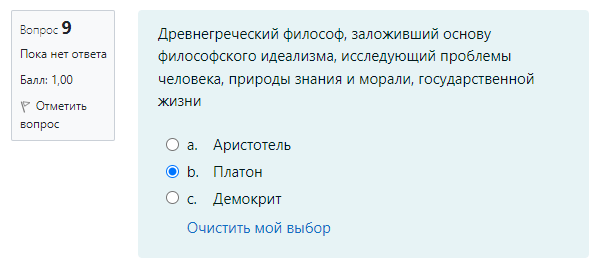 Вопрос 9
Пока нет ответа
Балл: 1,00
Отметить
вопрос
Древнегреческий философ, заложивший основу
философского идеализма, исследующий проблемы
человека, природы знания и морали, государственной
жизни
a. Аристотель
b. Платон
c. Демокрит
Очистить мой выбор